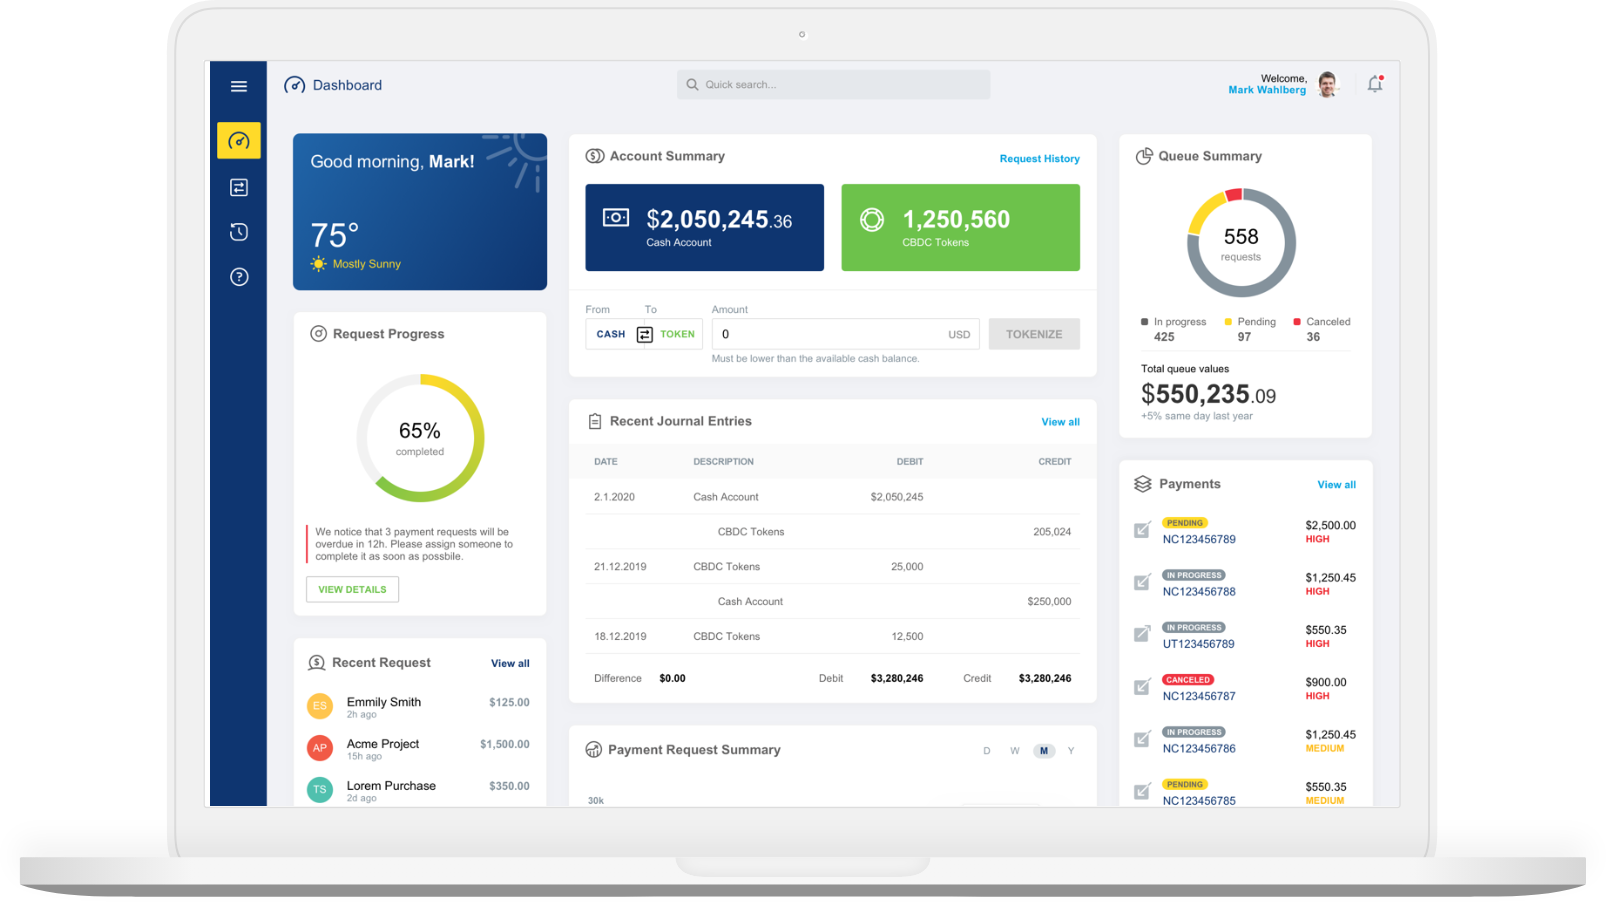 Dashboard
Quick search...
Welcome,
Mark Wahlberg
Good morning, Mark!
75°
Mostly Sunny
Request Progress
65%
completed
We notice that 3 payment requests will be
overdue in 12h. Please assign someone to
complete it as soon as possbile.
VIEW DETAILS
Recent Request
View all
ES
Emmily Smith
$125.00
2h ago
AP
Acme Project
$1,500.00
15h ago
TS
Lorem Purchase
$350.00
2d ago
Account Summary
Request History
$2,050,245.36
Cash Account
1,250,560
CBDC Tokens
From To Amount
CASH TOKEN 0 USD TOKENIZE
Must be lower than the available cash balance.
Recent Journal Entries
View all
DATE DESCRIPTION DEBIT CREDIT
2.1.2020 Cash Account $2,050,245
CBDC Tokens 205,024
21.12.2019 CBDC Tokens 25,000
Cash Account $250,000
18.12.2019 CBDC Tokens 12,500
Difference $0.00 Debit $3,280,246 Credit $3,280,246
Payment Request Summary
D W M Y
30k
Queue Summary
558
requests
In progress Pending Canceled
425 97 36
Total queue values
$550,235.09
+5% same day last year
Payments
View all
PENDING
$2,500.00
NC123456789
HIGH
IN PROGRESS
$1,250.45
NC123456788
HIGH
IN PROGRESS
$550.35
UT123456789
HIGH
CANCELED
$900.00
NC123456787
HIGH
IN PROGRESS
$1,250.45
NC123456786
MEDIUM
PENDING
$550.35
NC123456785
MEDIUM